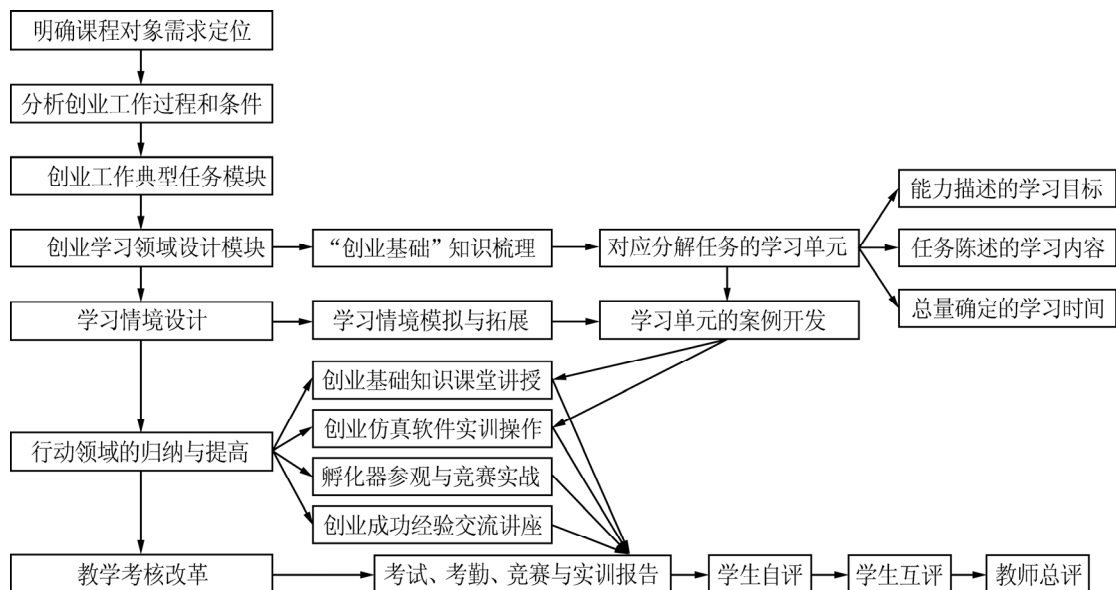 明确课程对象需求定位
分析创业工作过程和条件
创业工作典型任务模块
能力描述的学习目标
创业学习领域设计模块
“创业基础”知识梳理
对应分解任务的学习单元
任务陈述的学习内容
总量确定的学习时间
学习情境设计
学习情境模拟与拓展
学习单元的案例开发
创业基础知识课堂讲授
创业仿真软件实训操作
行动领域的归纳与提高
孵化器参观与竞赛实战
创业成功经验交流讲座
教学考核改革
考试、考勤、竞赛与实训报告
学生自评
学生互评
教师总评